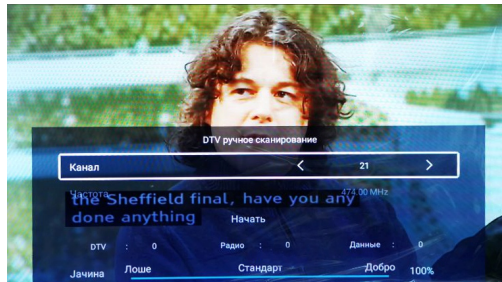 DTV ручное сканирование
Канал < 21 >
Частота 474.00 MHz
the Sheffield final, have you any
done anything
Начать
DTV : 0 Радио : 0 Данные : 0
Јачина Лоше Стандарт Добро 100%